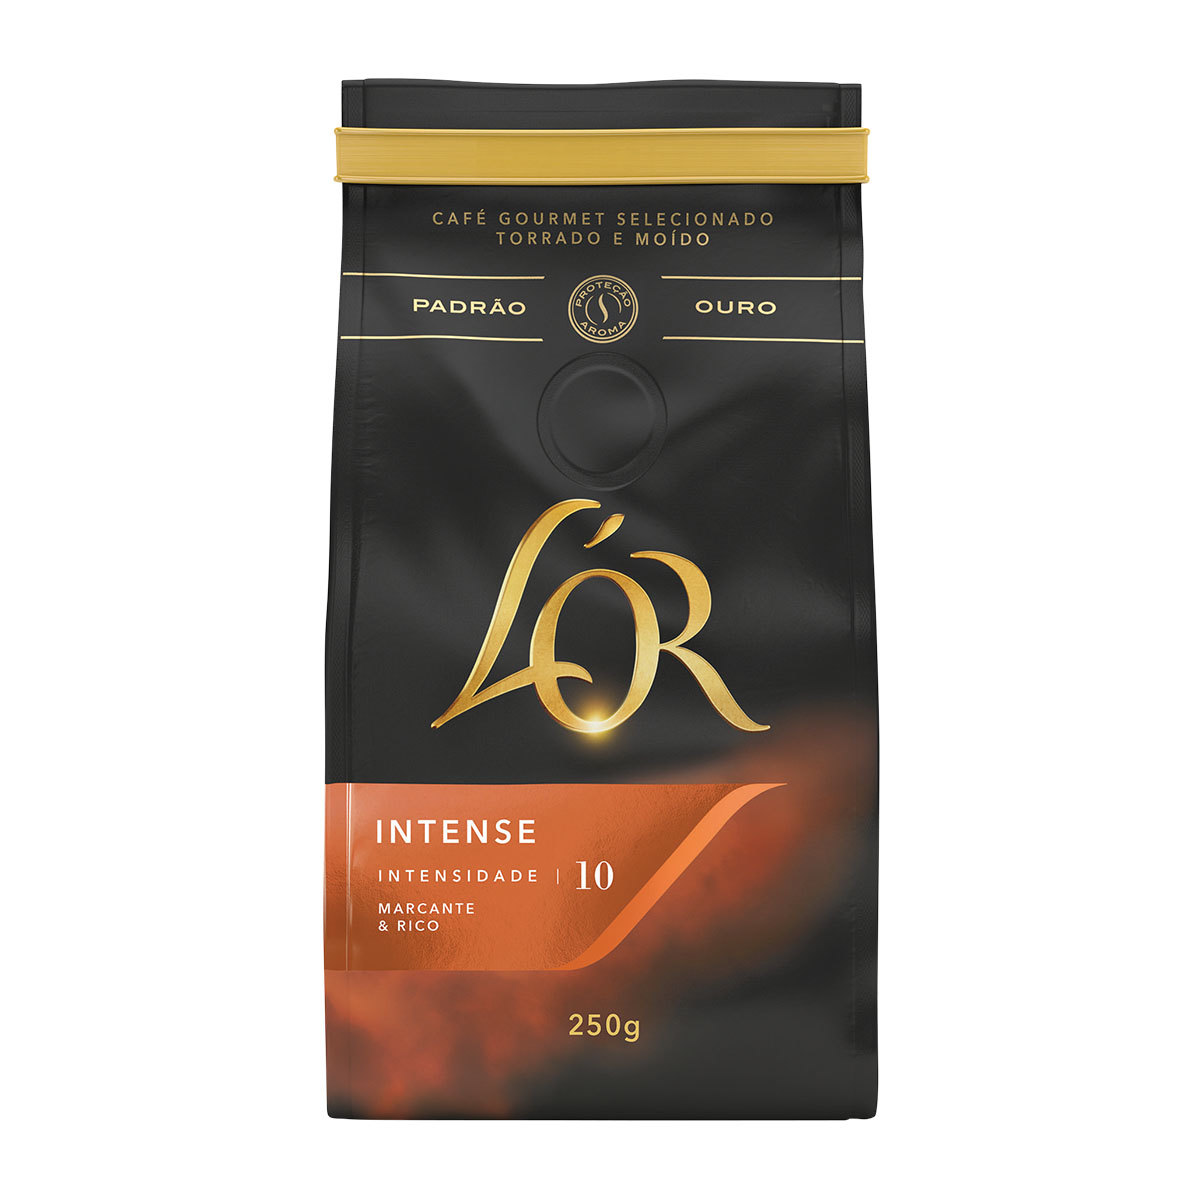 CAFÉ GOURMET SELECIONADO
TORRADO E MOÍDO
PADRÃO
PROTEÇÃO
AROMA
OURO
L'OR
INTENSE
INTENSIDADE | 10
MARCANTE
& RICO
250g